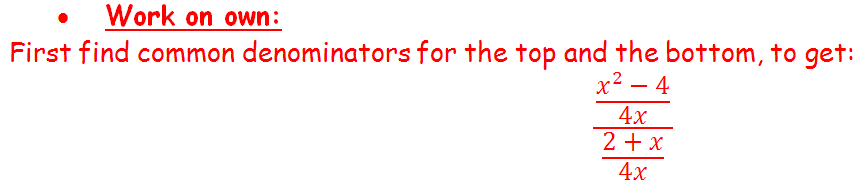 • Work on own:
First find common denominators for the top and the bottom, to get:
x² − 4
4x
2 + x
4x